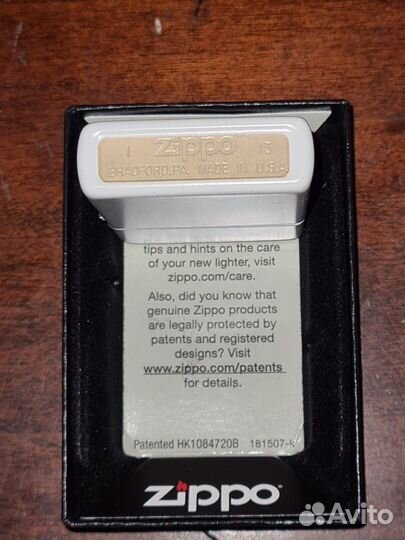 I Zippo 15
BRADFORD.PA. MADE IN U.S.A
tips and hints on the care
of your new lighter, visit
zippo.com/care.
Also, did you know that
genuine Zippo products
are legally protected by
patents and registered
designs? Visit
www.zippo.com/patents
for details.
Patented HK1084720B 181507-K
zippo
Avito